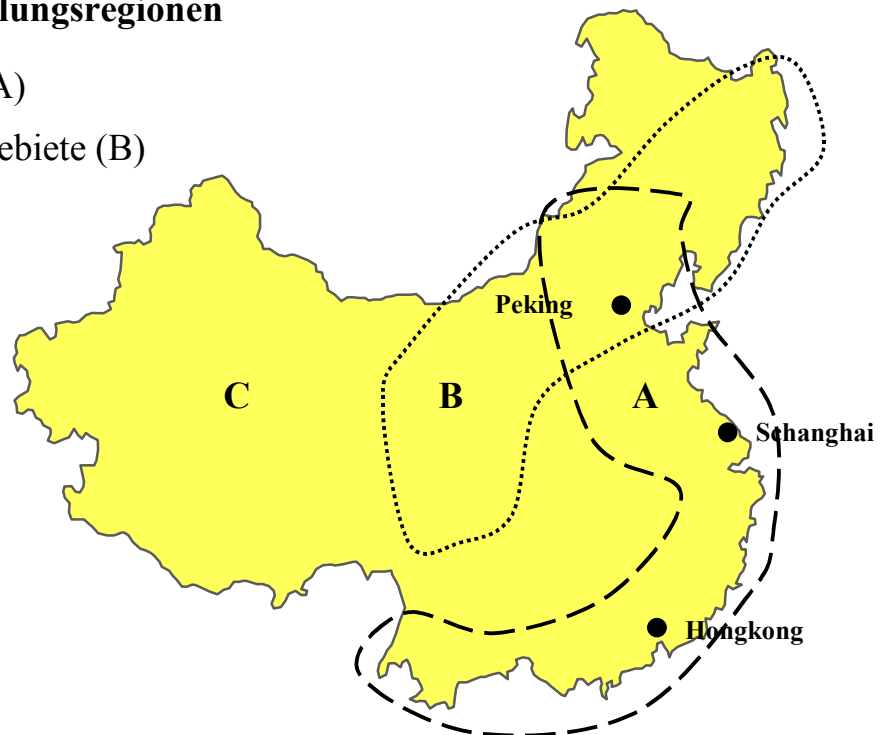 lungsregionen
A)
ebiete (B)
Peking
C
B
A
Schanghai
Hongkong